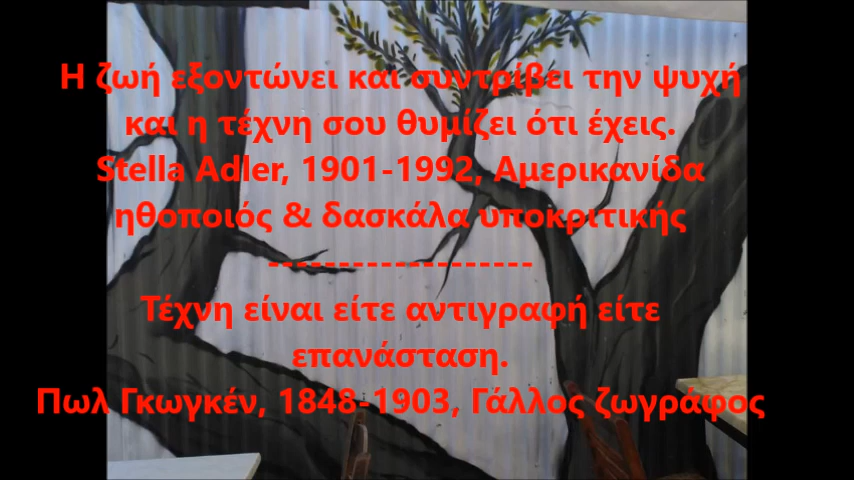 Η ζωή εξοντώνει και συντρίβει την ψυχή
και η τέχνη σου θυμίζει ότι έχεις.
Stella Adler, 1901-1992, Αμερικανίδα
ηθοποιός & δασκάλα υποκριτικής
-------------------
Τέχνη είναι είτε αντιγραφή είτε
επανάσταση.
Πωλ Γκωγκέν, 1848-1903, Γάλλος ζωγράφος